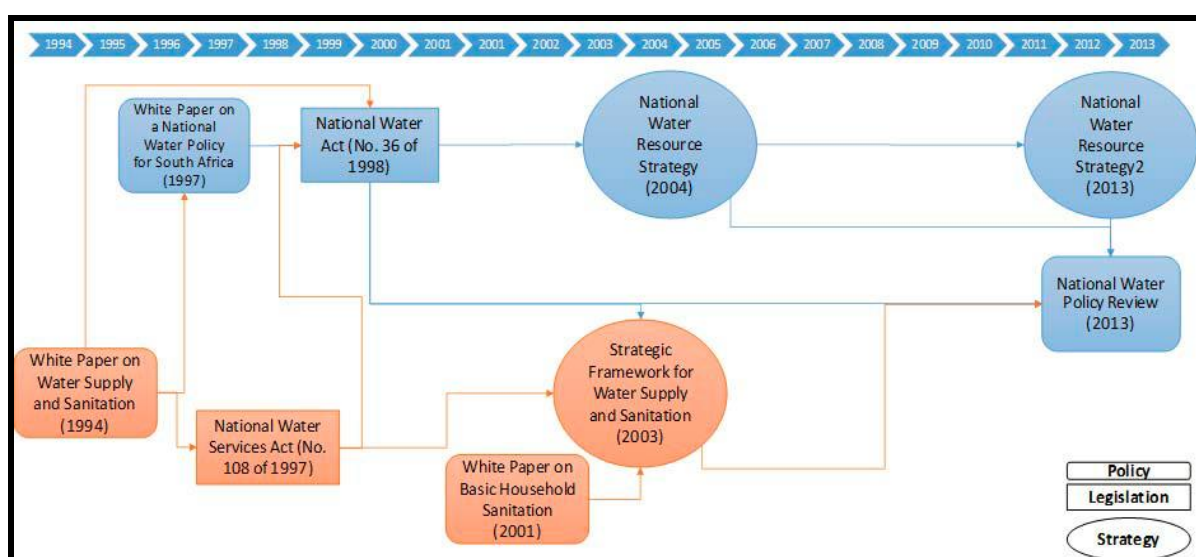 1994 1995 1996 1997 1998 1999 2000 2001 2001 2002 2003 2004 2005 2006 2007 2008 2009 2010 2011 2012 2013
White Paper on
a National
Water Policy
for South Africa
(1997)
National Water
Act (No. 36 of
1998)
National
Water
Resource
Strategy
(2004)
National
Water
Resource
Strategy2
(2013)
National Water
Policy Review
(2013)
White Paper on
Water Supply
and Sanitation
(1994)
National Water
Services Act (No.
108 of 1997)
Strategic
Framework for
Water Supply
and Sanitation
(2003)
White Paper on
Basic Household
Sanitation
(2001)
Policy
Legislation
Strategy